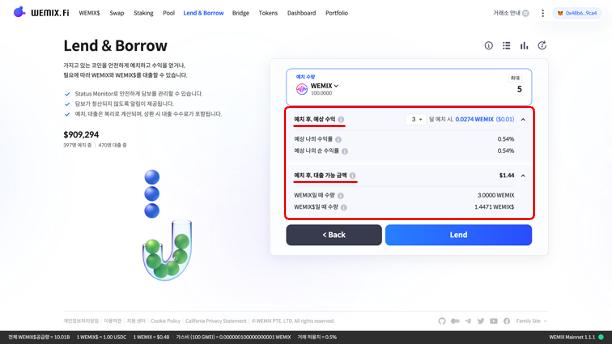 WEMIX.Fi WEMIX$ Swap Staking Pool Lend & Borrow Bridge Tokens Dashboard Portfolio 거래소 안내 0x48b6...9ca4
Lend & Borrow
가지고 있는 코인을 안전하게 예치하고 수익을 얻거나,
필요에 따라 WEMIX와 WEMIX$를 대출할 수 있습니다.
Status Monitor로 안전하게 담보를 관리할 수 있습니다.
담보가 청산되지 않도록 알림이 제공됩니다.
예치, 대출은 복리로 계산되며, 상환 시 대출 수수료가 포함됩니다.
$909,294
397명 예치 중 470명 대출 중
예치 수량
WEMIX
100.0000
최대
5
예치 후, 예상 수익 3 달 예치 시, 0.0274 WEMIX ($0.01)
예상 나의 수익률 0.54%
예상 나의 순 수익률 0.54%
예치 후, 대출 가능 금액 $1.44
WEMIX일 때 수량 3.0000 WEMIX
WEMIX$일 때 수량 1.4471 WEMIX$
< Back
Lend
개인정보처리방침 이용약관 지원 센터 Cookie Policy California Privacy Statement © WEMIX PTE. LTD. All rights reserved. Family Site
전체 WEMIX$공급량 = 10.01B 1 WEMIX$ = 1.00 USDC 1 WEMIX = $0.48 가스비 (100 GWEI) = 0.000000100000000001 WEMIX 거래 허용치 = 0.5% WEMIX Mainnet 1.1.1